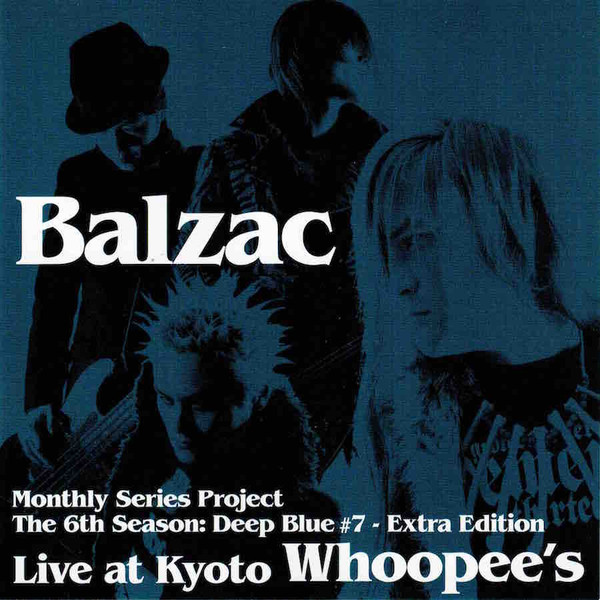 Balzac
Monthly Series Project
The 6th Season: Deep Blue #7 - Extra Edition
Live at Kyoto Whoopee's